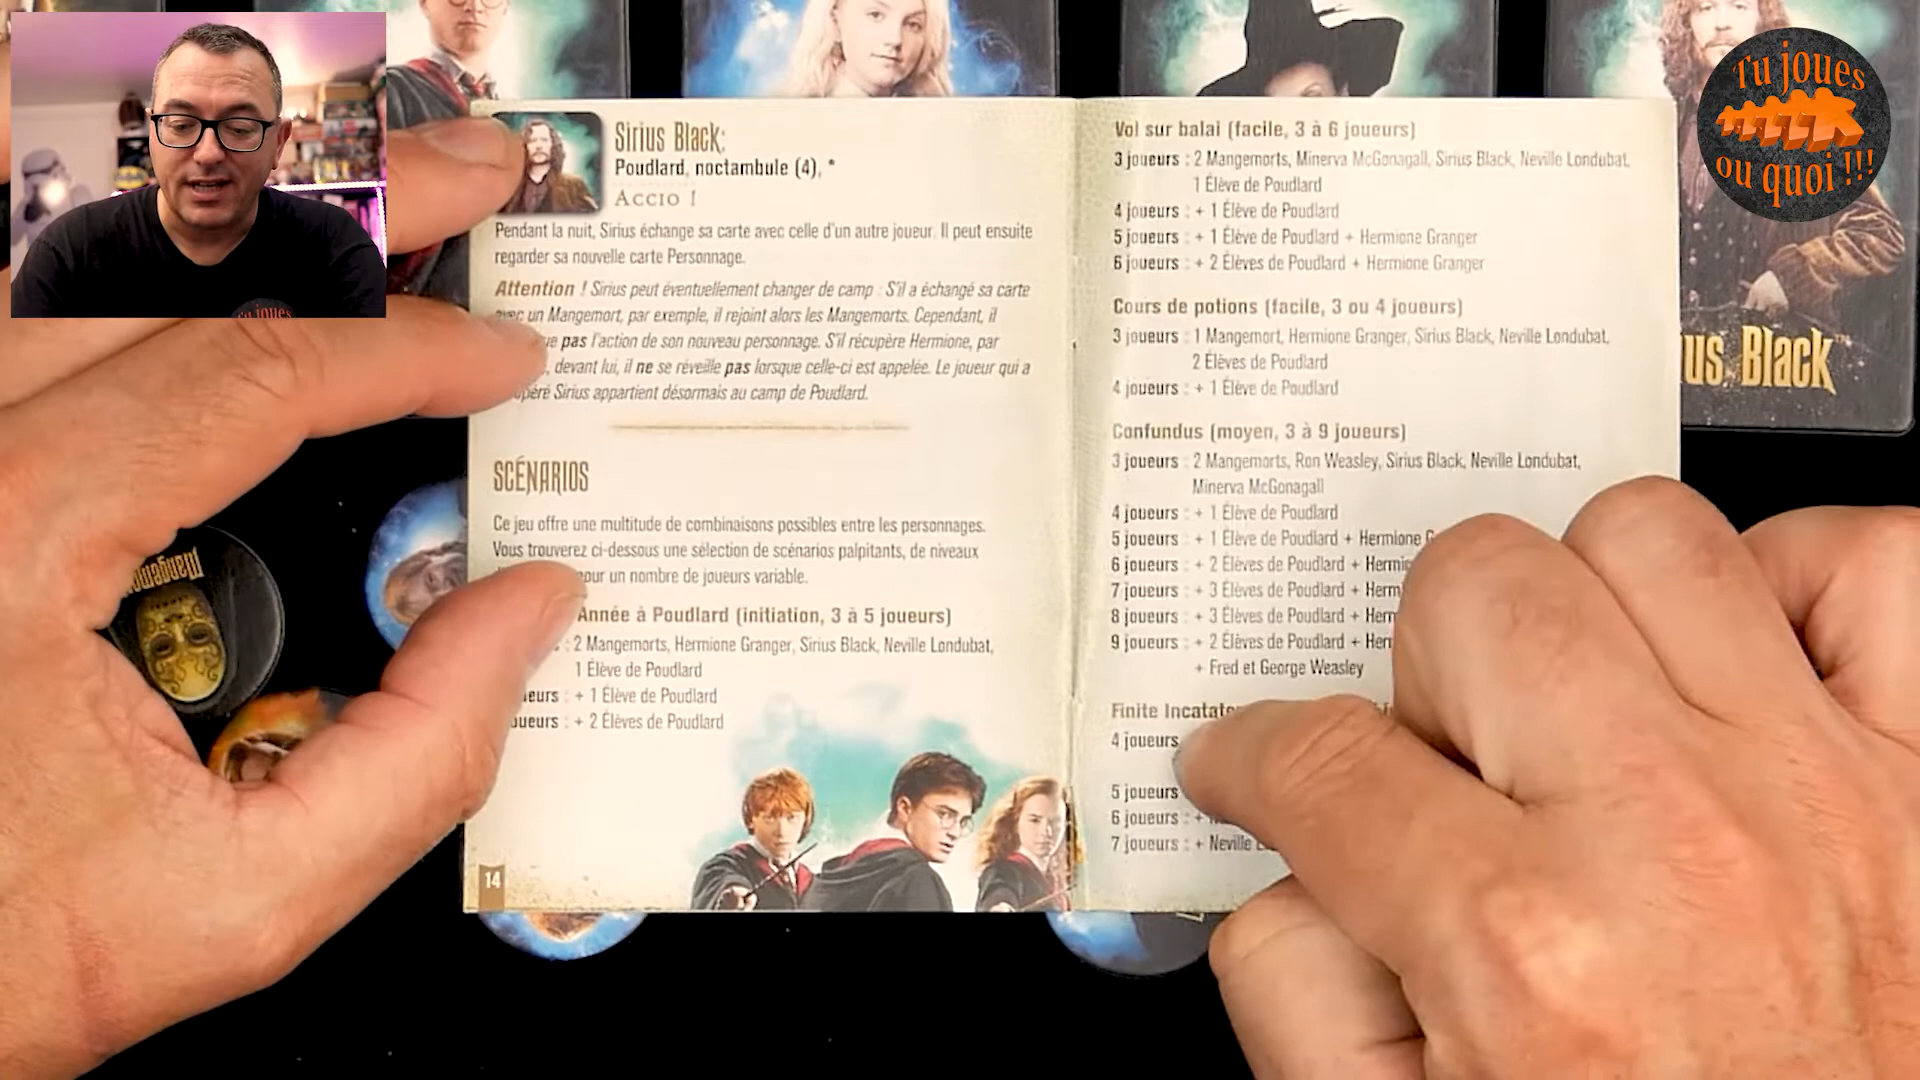 Sirius Black:
Poudlard, noctambule (4), *
Accio !
Pendant la nuit, Sirius échange sa carte avec celle d'un autre joueur. Il peut ensuite
regarder sa nouvelle carte Personnage.
Attention ! Sirius peut éventuellement changer de camp : S'il a échangé sa carte
avec un Mangemort, par exemple, il rejoint alors les Mangemorts. Cependant, il
pas l'action de son nouveau personnage. S'il récupère Hermione, par
devant lui, il ne se réveille pas lorsque celle-ci est appelée. Le joueur qui a
Sirius appartient désormais au camp de Poudlard.
SCÉNARIOS
Ce jeu offre une multitude de combinaisons possibles entre les personnages.
Vous trouverez ci-dessous une sélection de scénarios palpitants, de niveaux
pour un nombre de joueurs variable.
Année à Poudlard (initiation, 3 à 5 joueurs)
: 2 Mangemorts, Hermione Granger, Sirius Black, Neville Londubat,
1 Élève de Poudlard
: + 1 Élève de Poudlard
: + 2 Élèves de Poudlard
14
Vol sur balai (facile, 3 à 6 joueurs)
3 joueurs : 2 Mangemorts, Minerva McGonagall, Sirius Black, Neville Londubat,
1 Élève de Poudlard
4 joueurs : + 1 Élève de Poudlard
5 joueurs : + 1 Élève de Poudlard + Hermione Granger
6 joueurs : + 2 Élèves de Poudlard + Hermione Granger
Cours de potions (facile, 3 ou 4 joueurs)
3 joueurs : 1 Mangemort, Hermione Granger, Sirius Black, Neville Londubat,
2 Élèves de Poudlard
4 joueurs : + 1 Élève de Poudlard
Confundus (moyen, 3 à 9 joueurs)
3 joueurs : 2 Mangemorts, Ron Weasley, Sirius Black, Neville Londubat,
Minerva McGonagall
4 joueurs : + 1 Élève de Poudlard
5 joueurs : + 1 Élève de Poudlard + Hermione
6 joueurs : + 2 Élèves de Poudlard +
7 joueurs : + 3 Élèves de Poudlard +
8 joueurs : + 3 Élèves de Poudlard +
9 joueurs : + 2 Élèves de Poudlard +
+ Fred et George Weasley
Finite
4 joueurs
5 joueurs
6 joueurs : +
7 joueurs : + Neville
Tu joues
ou quoi !!!
Black
Tu joues